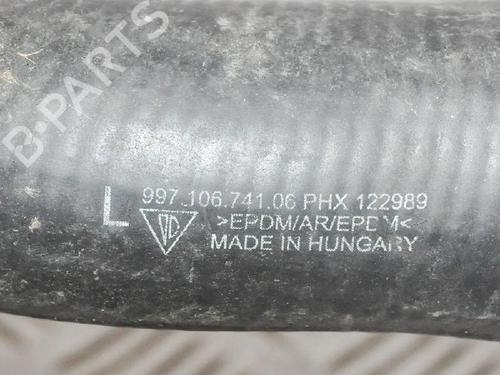 B-PARTS
L 997.106.741.06 PHX 122989
>EPDM/AR/EPDM<
MADE IN HUNGARY